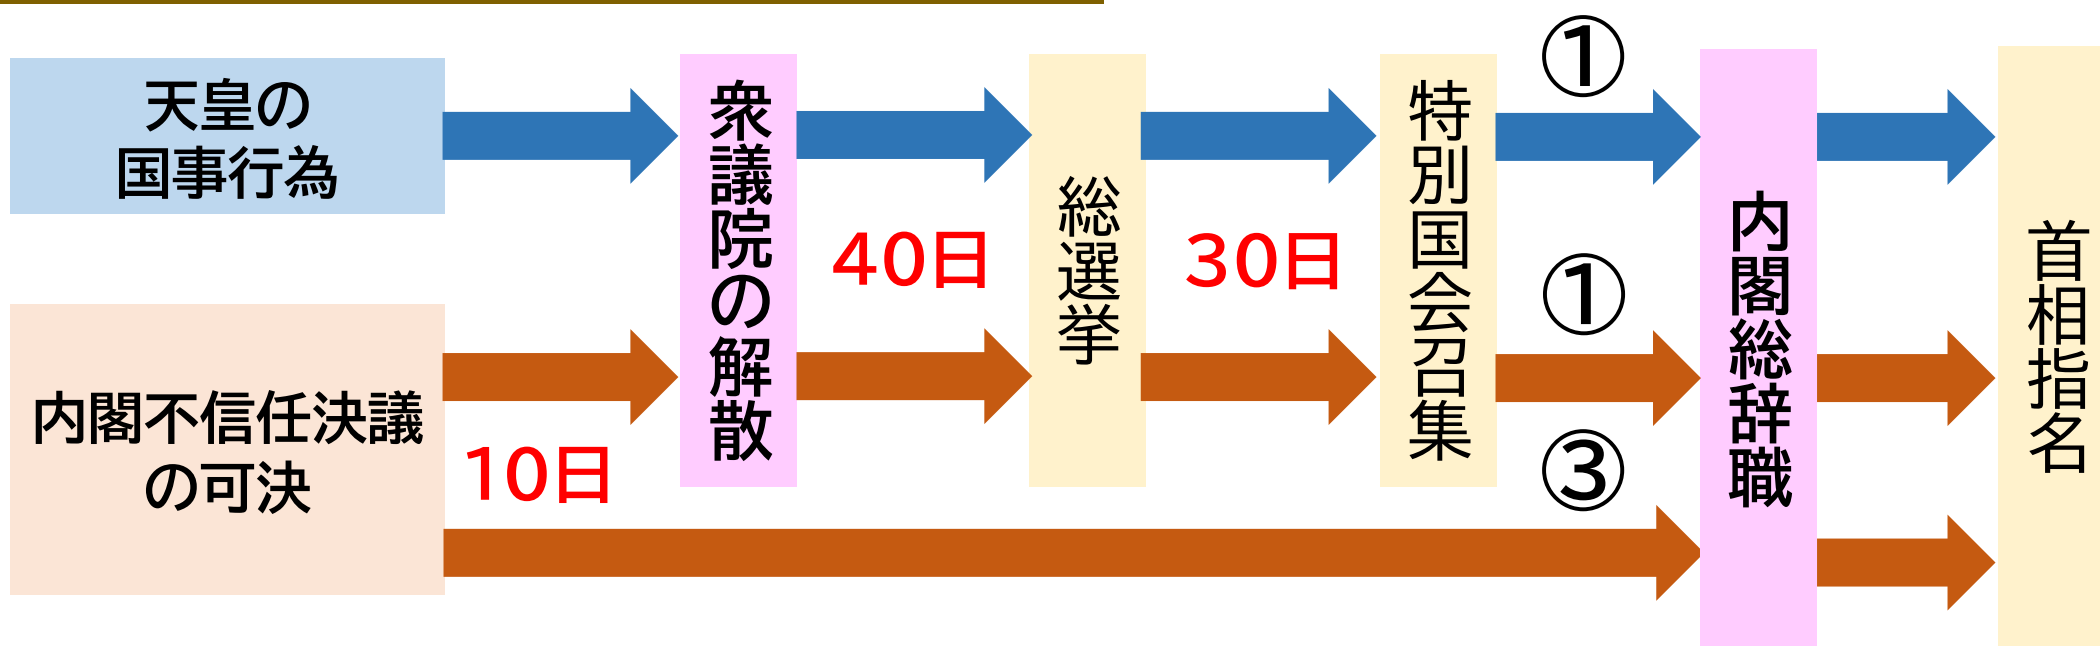 天皇の
国事行為
内閣不信任決議
の可決
10日
衆議院の解散
40日
総選挙
30日
特別国会召集
①
①
③
内閣総辞職
首相指名